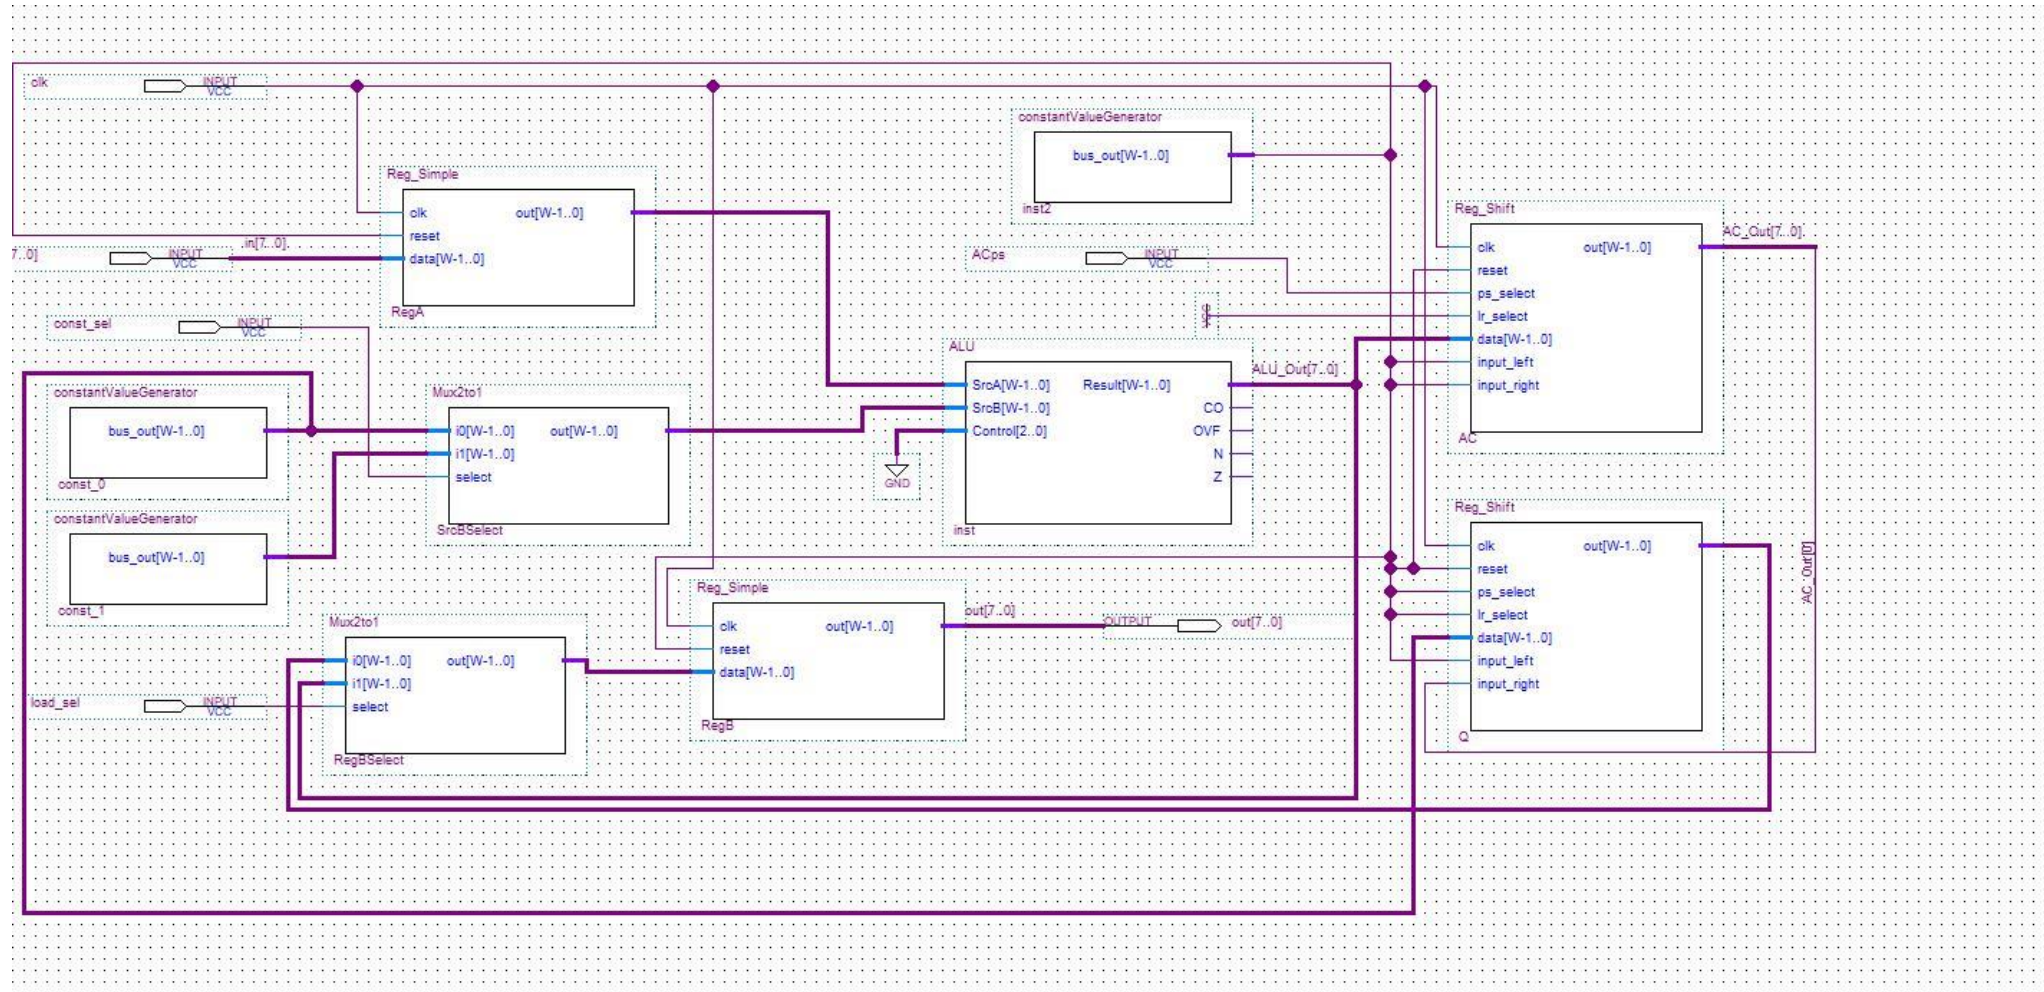 clk
INPUT
VCC
constantValueGenerator
bus_out[W-1..0]
inst2
Reg_Simple
clk
out[W-1..0]
reset
data[W-1..0]
RegA
7..0]
INPUT
VCC
in[7..0]
ACps
INPUT
VCC
Reg_Shift
clk
out[W-1..0]
reset
ps_select
lr_select
data[W-1..0]
input_left
input_right
AC
AC_Out[7..0]
VCC
const_sel
INPUT
VCC
ALU
SrcA[W-1..0]
Result[W-1..0]
SrcB[W-1..0]
CO
Control[2..0]
OVF
N
Z
inst
ALU_Out[7..0]
GND
constantValueGenerator
bus_out[W-1..0]
const_0
Mux2to1
i0[W-1..0]
out[W-1..0]
i1[W-1..0]
select
SrcBSelect
constantValueGenerator
bus_out[W-1..0]
const_1
Reg_Shift
clk
out[W-1..0]
reset
ps_select
lr_select
data[W-1..0]
input_left
input_right
Q
AC_Out[0]
Reg_Simple
clk
out[W-1..0]
reset
data[W-1..0]
RegB
out[7..0]
OUTPUT
out[7..0]
Mux2to1
i0[W-1..0]
out[W-1..0]
i1[W-1..0]
select
RegBSelect
load_sel
INPUT
VCC